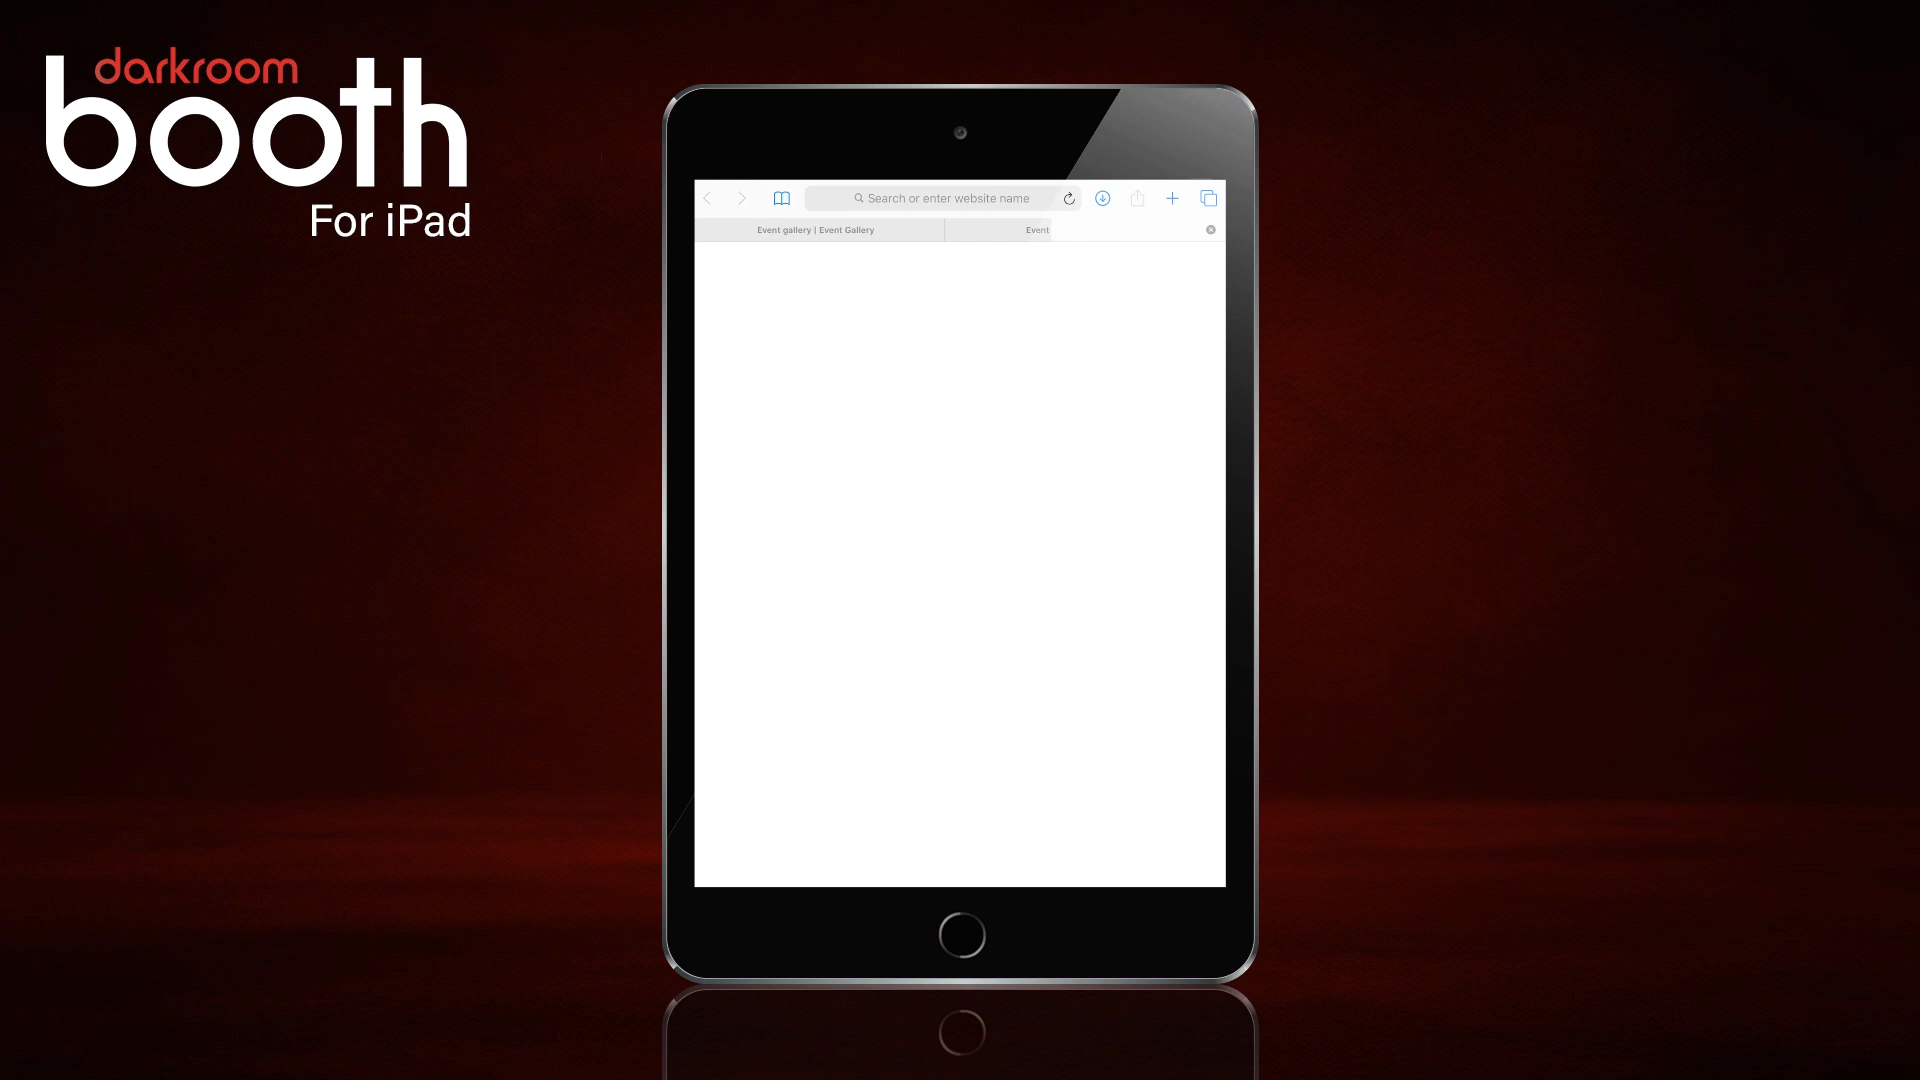 darkroom
booth
For iPad
Search or enter website name
Event gallery | Event Gallery
Event